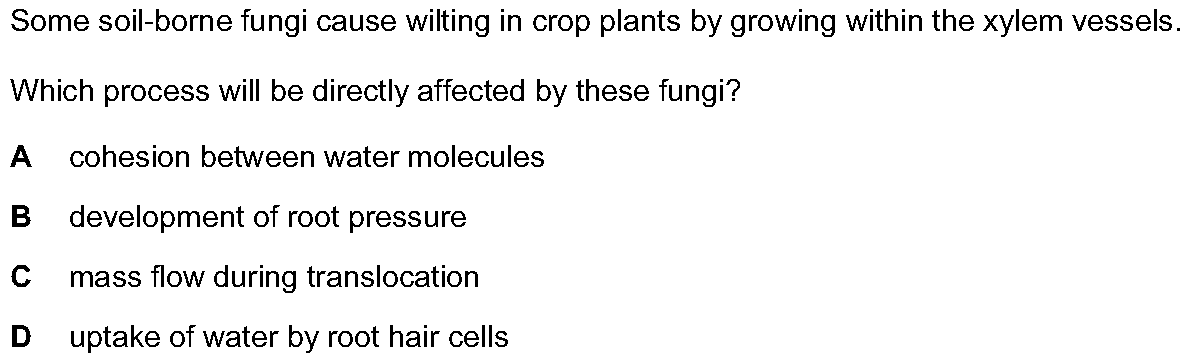 Some soil-borne fungi cause wilting in crop plants by growing within the xylem vessels.
Which process will be directly affected by these fungi?
A cohesion between water molecules
B development of root pressure
C mass flow during translocation
D uptake of water by root hair cells